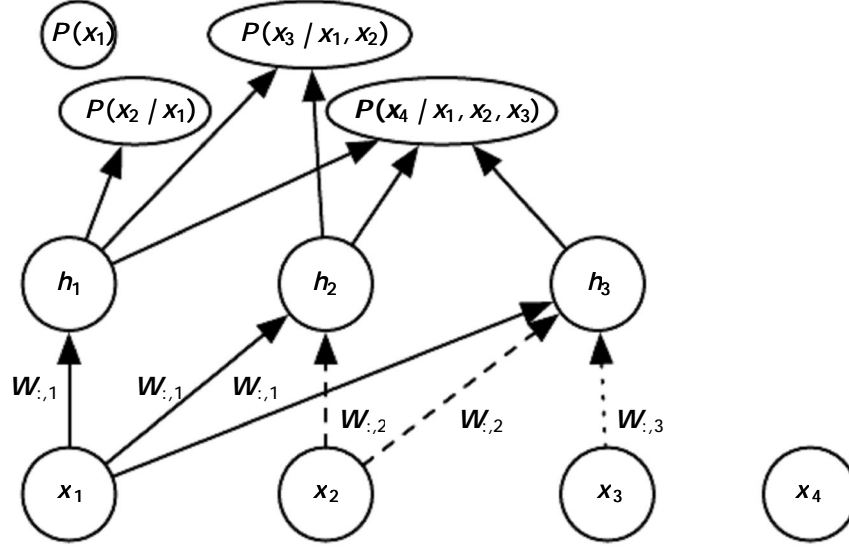 P(x₁)
P(x₃ / x₁, x₂)
P(x₂ / x₁)
P(x₄ / x₁, x₂, x₃)
h₁
h₂
h₃
W:,1
W:,1
W:,1
W:,2
W:,2
W:,3
x₁
x₂
x₃
x₄